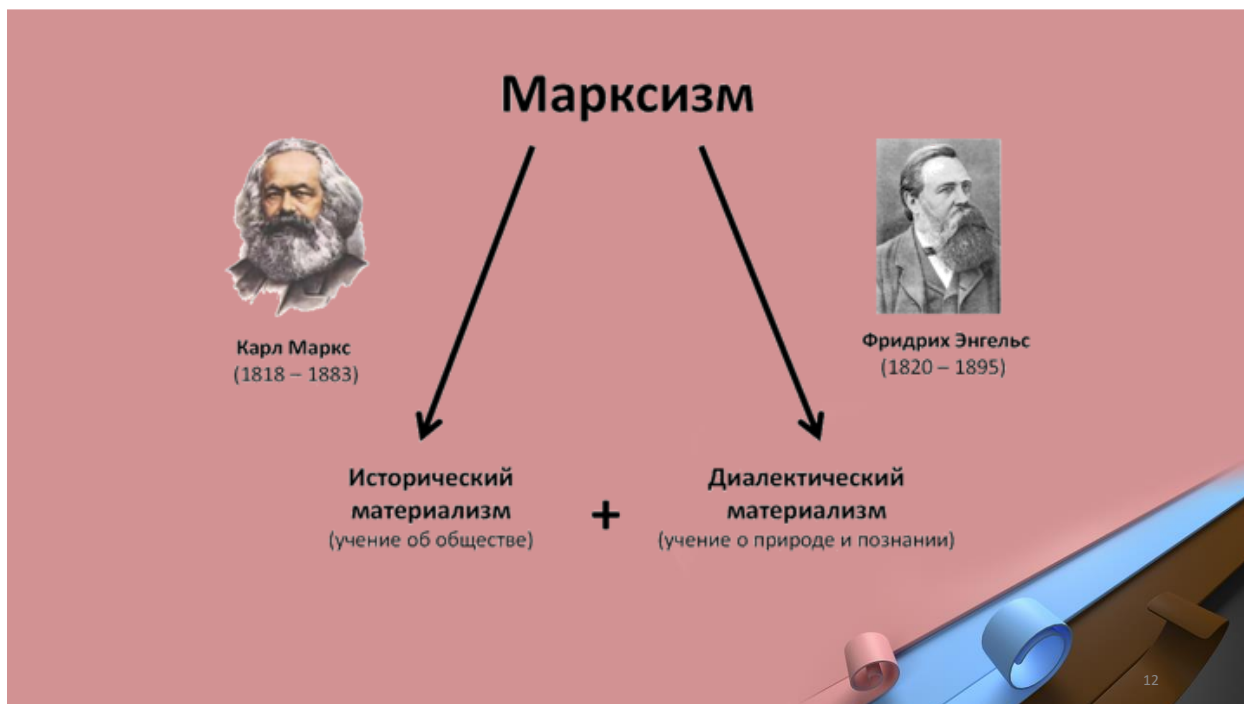 Марксизм
Карл Маркс
(1818 – 1883)
Фридрих Энгельс
(1820 – 1895)
Исторический
материализм
(учение об обществе)
+
Диалектический
материализм
(учение о природе и познании)
12